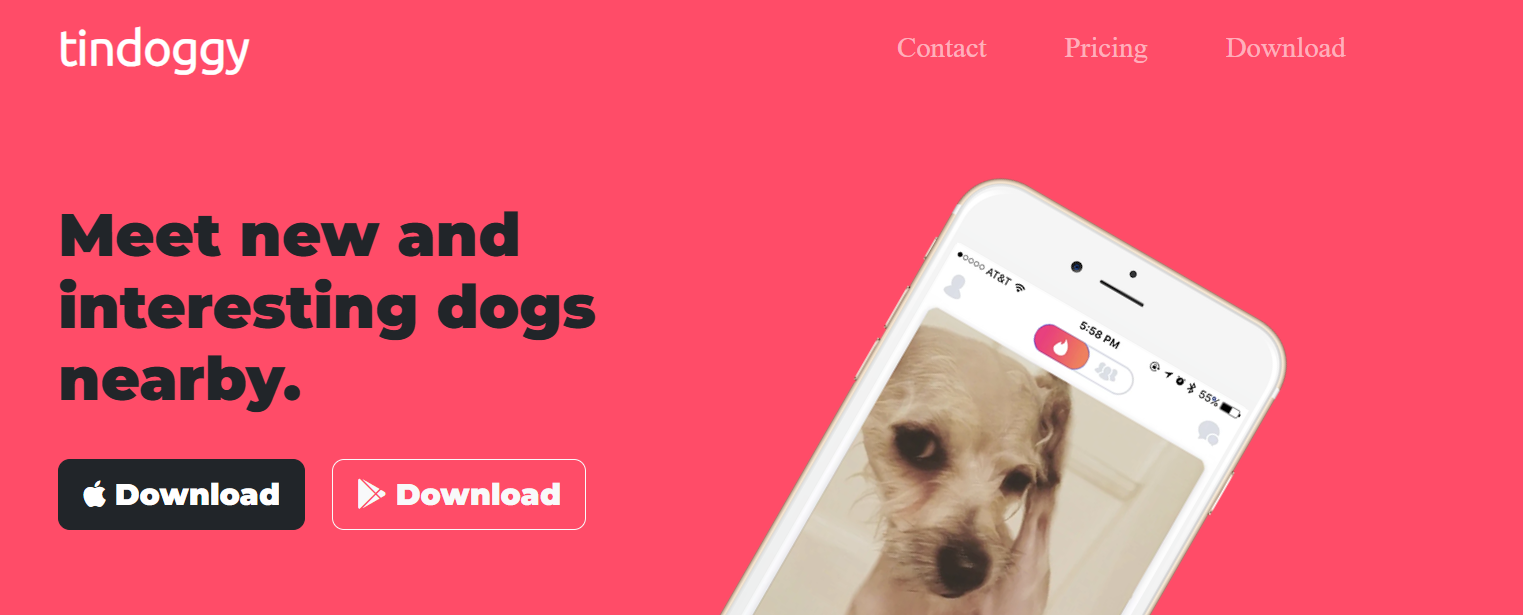 tindoggy
Contact Pricing Download
Meet new and
interesting dogs
nearby.
Download Download
AT&T 5:58 PM 55%